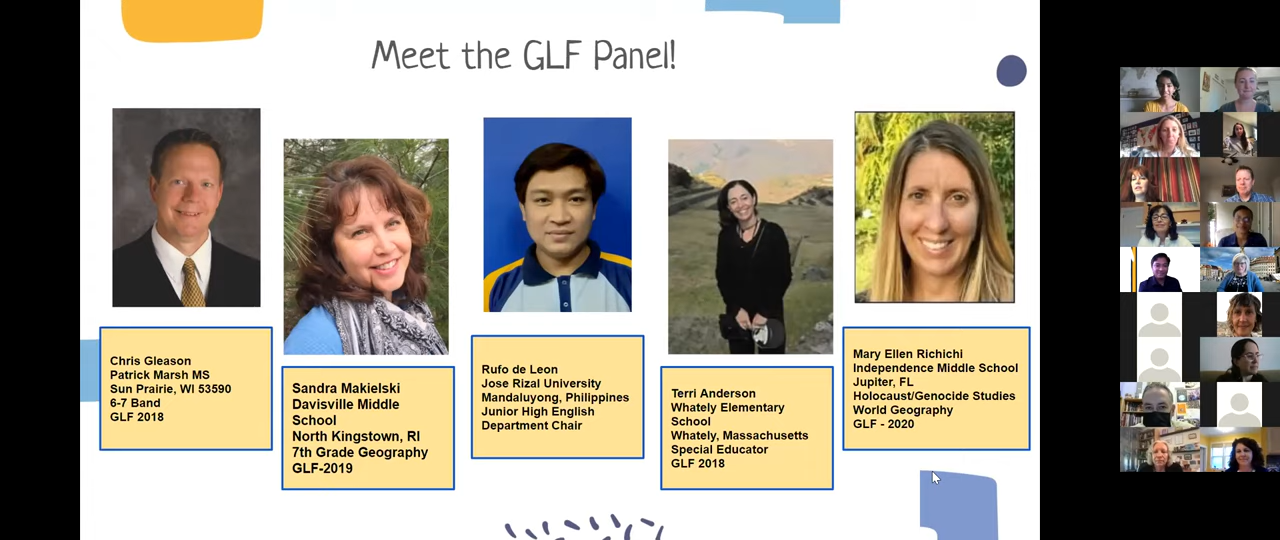 Meet the GLF Panel!
Chris Gleason
Patrick Marsh MS
Sun Prairie, WI 53590
6-7 Band
GLF 2018
Sandra Makielski
Davisville Middle
School
North Kingstown, RI
7th Grade Geography
GLF-2019
Rufo de Leon
Jose Rizal University
Mandaluyong, Philippines
Junior High English
Department Chair
Terri Anderson
Whately Elementary
School
Whately, Massachusetts
Special Educator
GLF 2018
Mary Ellen Richichi
Independence Middle School
Jupiter, FL
Holocaust/Genocide Studies
World Geography
GLF - 2020